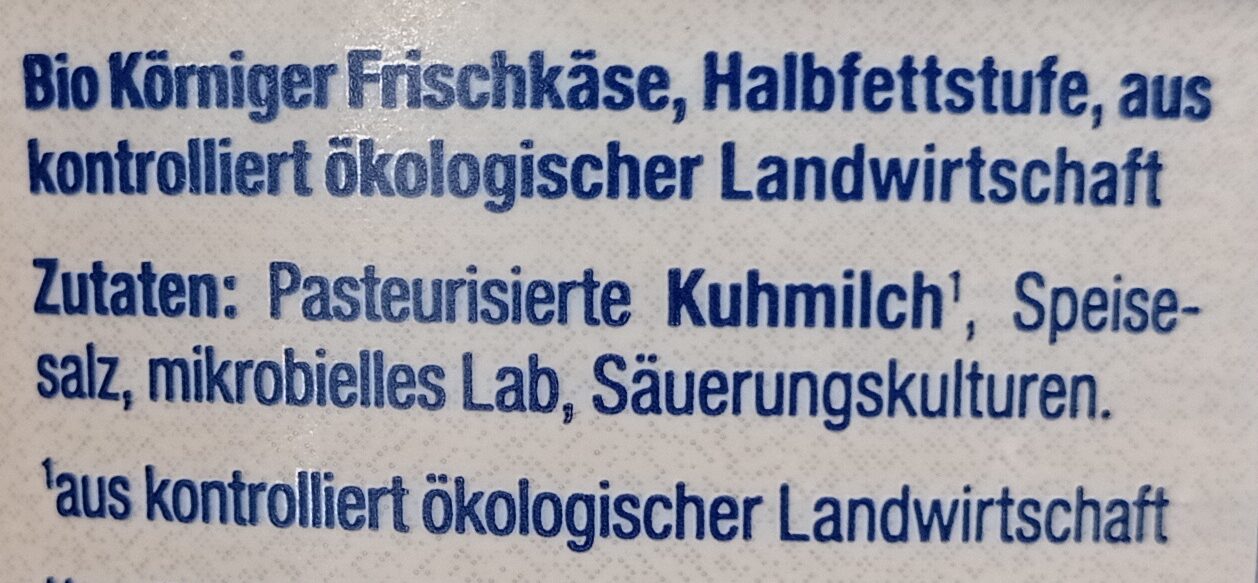 Bio Körniger Frischkäse, Halbfettstufe, aus
kontrolliert ökologischer Landwirtschaft
Zutaten: Pasteurisierte Kuhmilch¹, Speise-
salz, mikrobielles Lab, Säuerungskulturen.
¹aus kontrolliert ökologischer Landwirtschaft